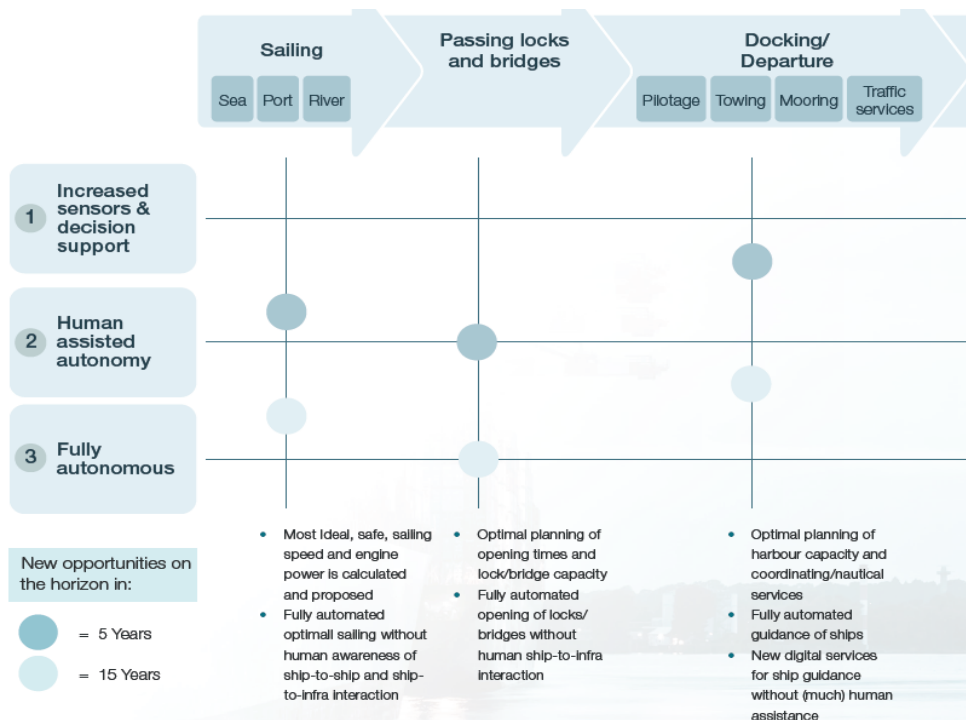 Sailing
Sea
Port
River
Passing locks
and bridges
Docking/
Departure
Pilotage
Towing
Mooring
Traffic
services
1
Increased
sensors &
decision
support
2
Human
assisted
autonomy
3
Fully
autonomous
New opportunities on
the horizon in:
= 5 Years
= 15 Years
• Most Ideal, safe, sailing
speed and engine
power is calculated
and proposed
• Fully automated
optimall sailing without
human awareness of
ship-to-ship and ship-
to-infra interaction
• Optimal planning of
opening times and
lock/bridge capacity
• Fully automated
opening of locks/
bridges without
human ship-to-infra
interaction
• Optimal planning of
harbour capacity and
coordinating/nautical
services
• Fully automated
guidance of ships
• New digital services
for ship guidance
without (much) human
assistance